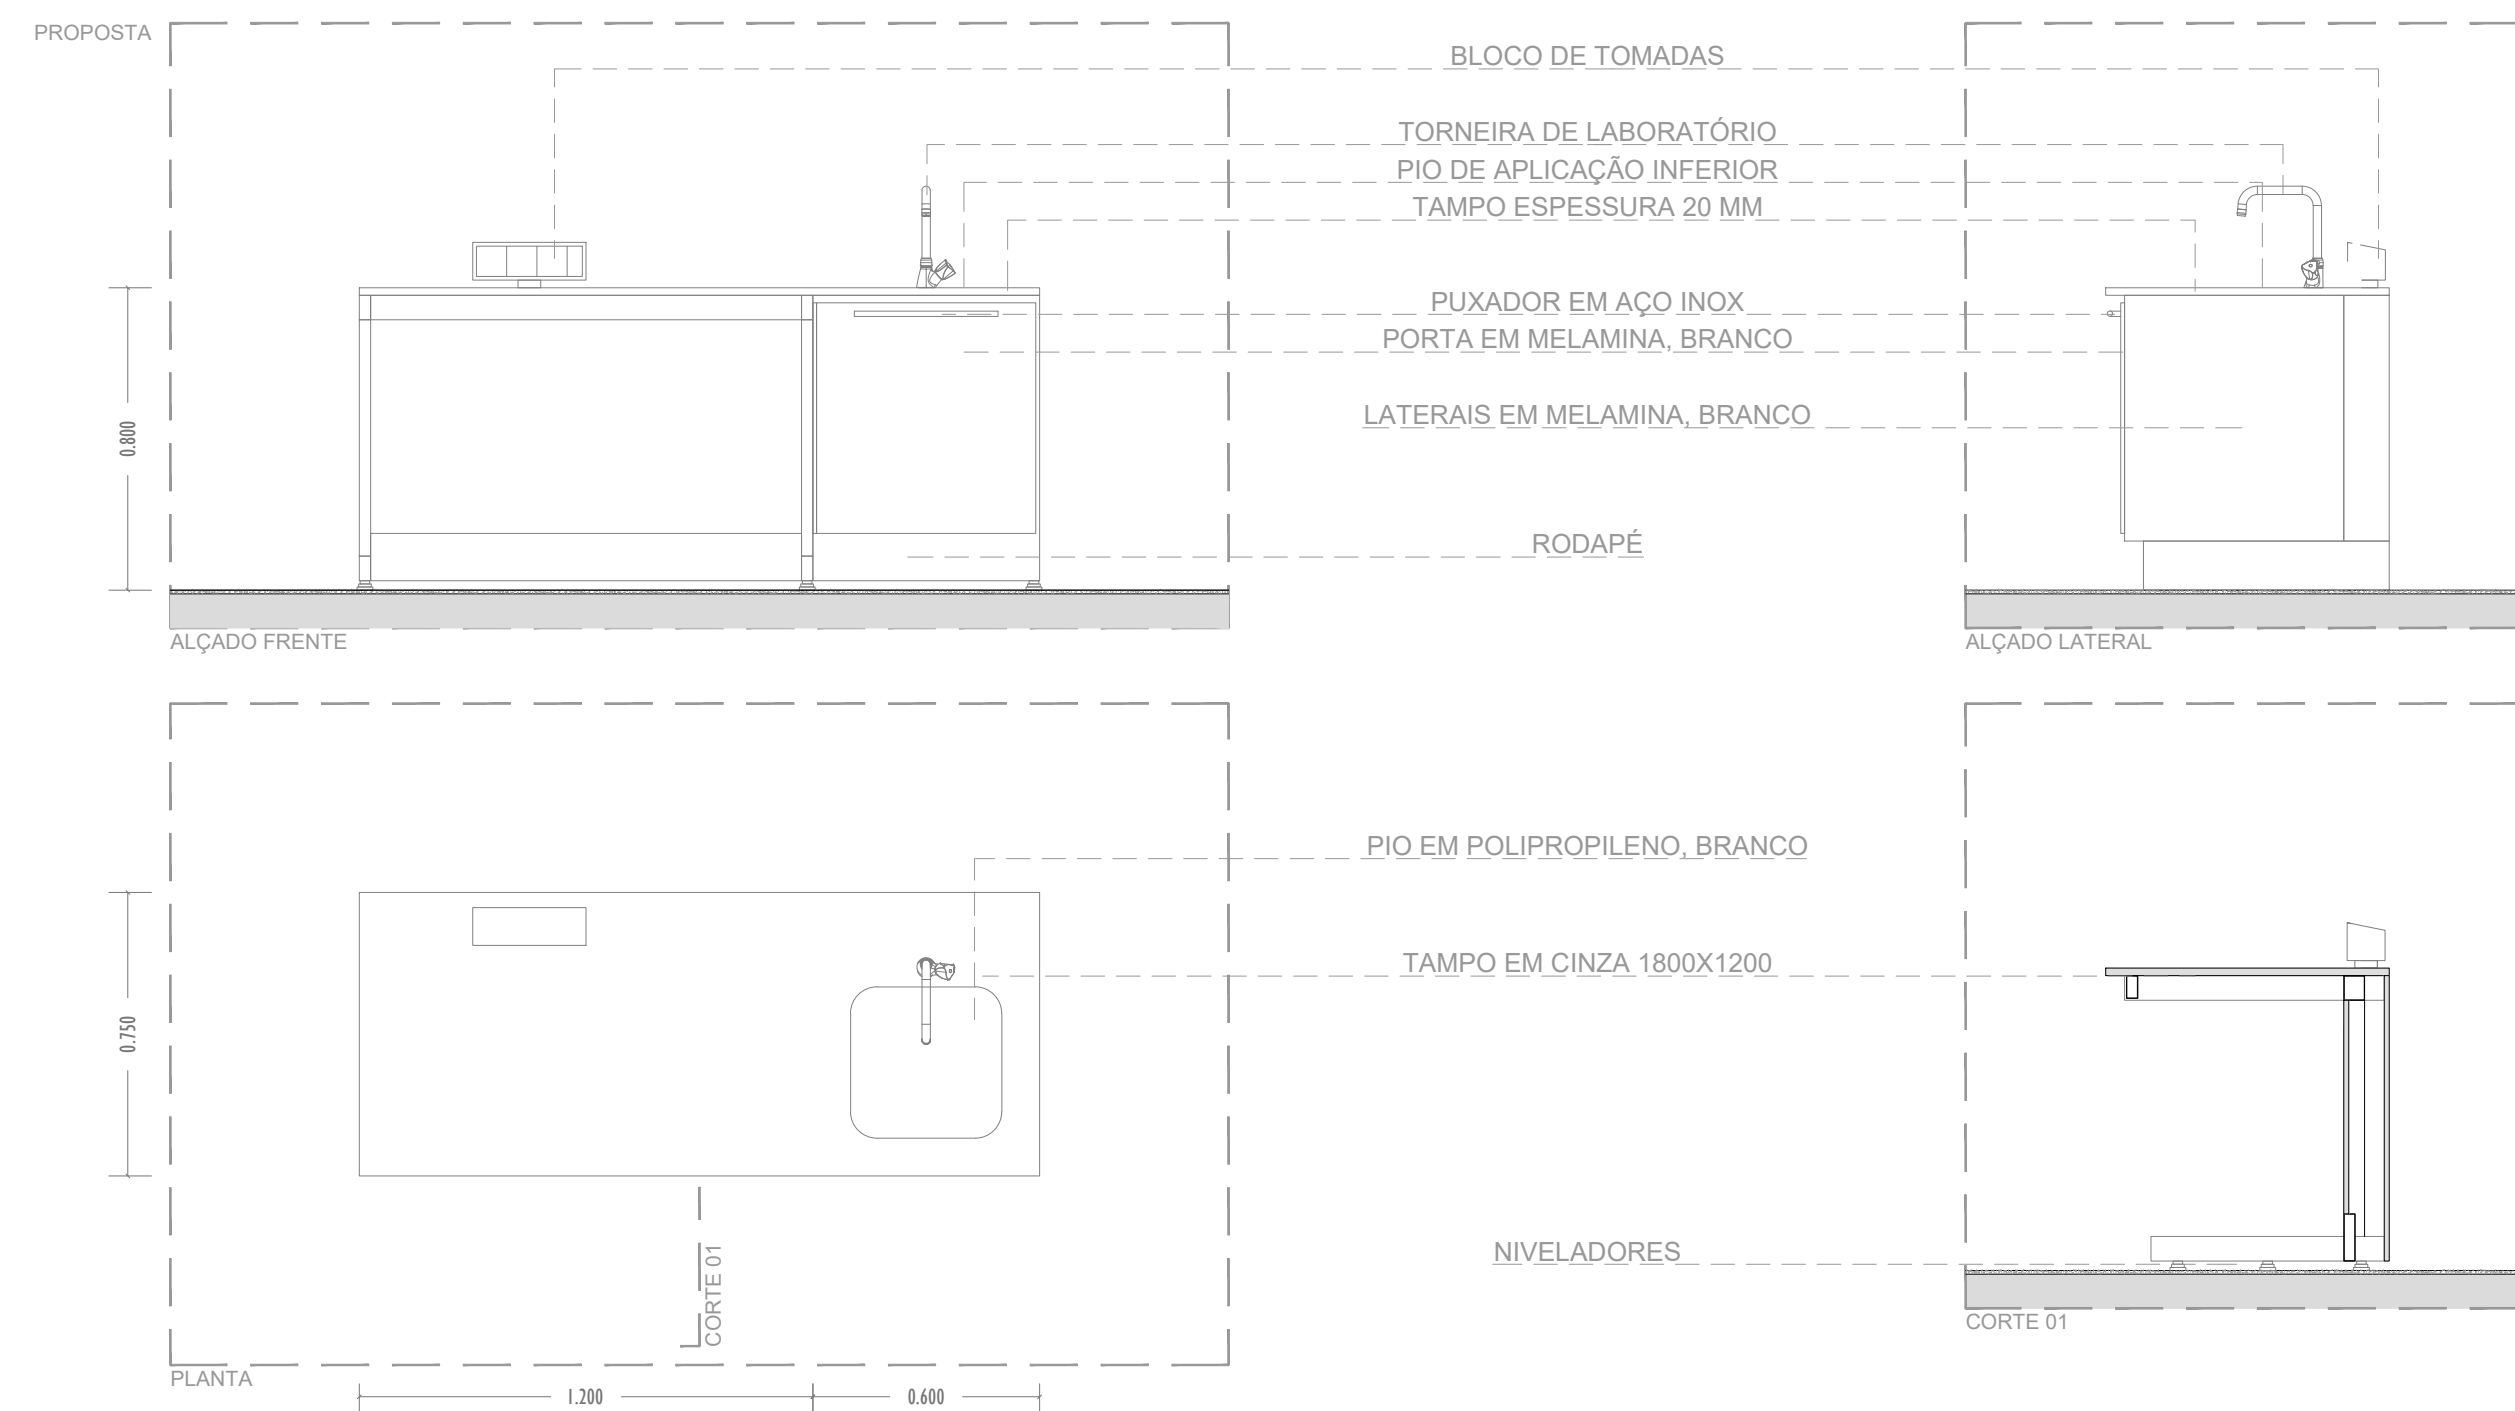 PROPOSTA
BLOCO DE TOMADAS
TORNEIRA DE LABORATÓRIO
PIO DE APLICAÇÃO INFERIOR
TAMPO ESPESSURA 20 MM
PUXADOR EM AÇO INOX
PORTA EM MELAMINA, BRANCO
LATERAIS EM MELAMINA, BRANCO
0.800
RODAPÉ
ALÇADO FRENTE
ALÇADO LATERAL
PIO EM POLIPROPILENO, BRANCO
TAMPO EM CINZA 1800X1200
0.750
NIVELADORES
CORTE 01
CORTE 01
PLANTA
1.200
0.600